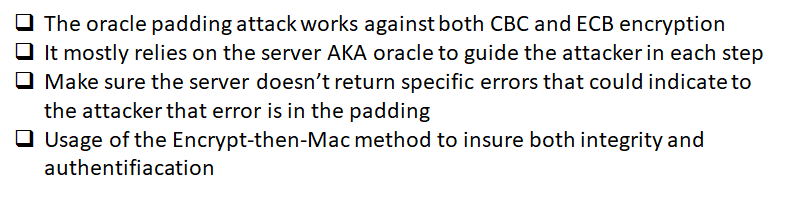 ❑ The oracle padding attack works against both CBC and ECB encryption
❑ It mostly relies on the server AKA oracle to guide the attacker in each step
❑ Make sure the server doesn’t return specific errors that could indicate to
the attacker that error is in the padding
❑ Usage of the Encrypt-then-Mac method to insure both integrity and
authentifiacation